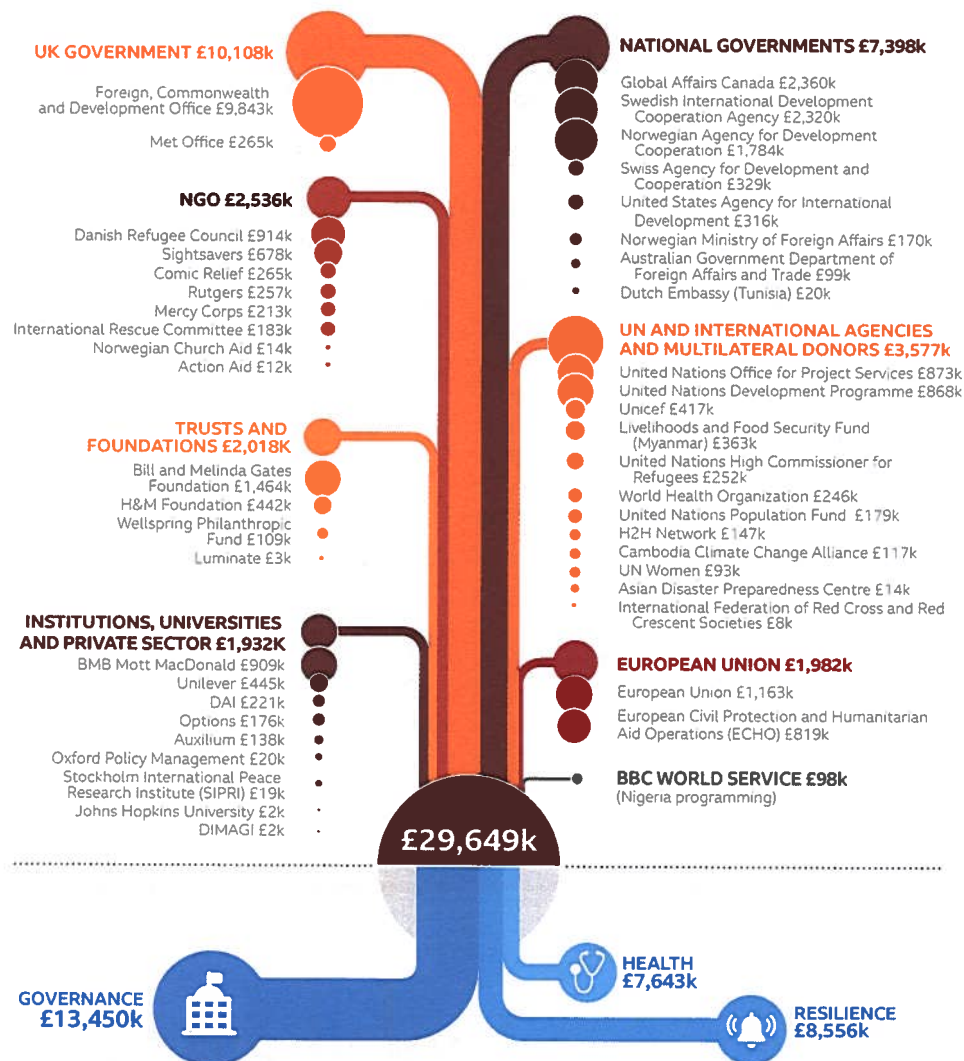 UK GOVERNMENT £10,108k
Foreign, Commonwealth
and Development Office £9,843k
Met Office £265k
NGO £2,536k
Danish Refugee Council £914k
Sightsavers £678k
Comic Relief £265k
Rutgers £257k
Mercy Corps £213k
International Rescue Committee £183k
Norwegian Church Aid £14k
Action Aid £12k
TRUSTS AND
FOUNDATIONS £2,018K
Bill and Melinda Gates
Foundation £1,464k
H&M Foundation £442k
Wellspring Philanthropic
Fund £109k
Luminate £3k
INSTITUTIONS, UNIVERSITIES
AND PRIVATE SECTOR £1,932K
BMB Mott MacDonald £909k
Unilever £445k
DAI £221k
Options £176k
Auxilium £138k
Oxford Policy Management £20k
Stockholm International Peace
Research Institute (SIPRI) £19k
Johns Hopkins University £2k
DIMAGI £2k
NATIONAL GOVERNMENTS £7,398k
Global Affairs Canada £2,360k
Swedish International Development
Cooperation Agency £2,320k
Norwegian Agency for Development
Cooperation £1,784k
Swiss Agency for Development and
Cooperation £329k
United States Agency for International
Development £316k
Norwegian Ministry of Foreign Affairs £170k
Australian Government Department of
Foreign Affairs and Trade £99k
Dutch Embassy (Tunisia) £20k
UN AND INTERNATIONAL AGENCIES
AND MULTILATERAL DONORS £3,577k
United Nations Office for Project Services £873k
United Nations Development Programme £868k
Unicef £417k
Livelihoods and Food Security Fund
(Myanmar) £363k
United Nations High Commissioner for
Refugees £252k
World Health Organization £246k
United Nations Population Fund £179k
H2H Network £147k
Cambodia Climate Change Alliance £117k
UN Women £93k
Asian Disaster Preparedness Centre £14k
International Federation of Red Cross and Red
Crescent Societies £8k
EUROPEAN UNION £1,982k
European Union £1,163k
European Civil Protection and Humanitarian
Aid Operations (ECHO) £819k
BBC WORLD SERVICE £98k
(Nigeria programming)
£29,649k
GOVERNANCE
£13,450k
HEALTH
£7,643k
RESILIENCE
£8,556k